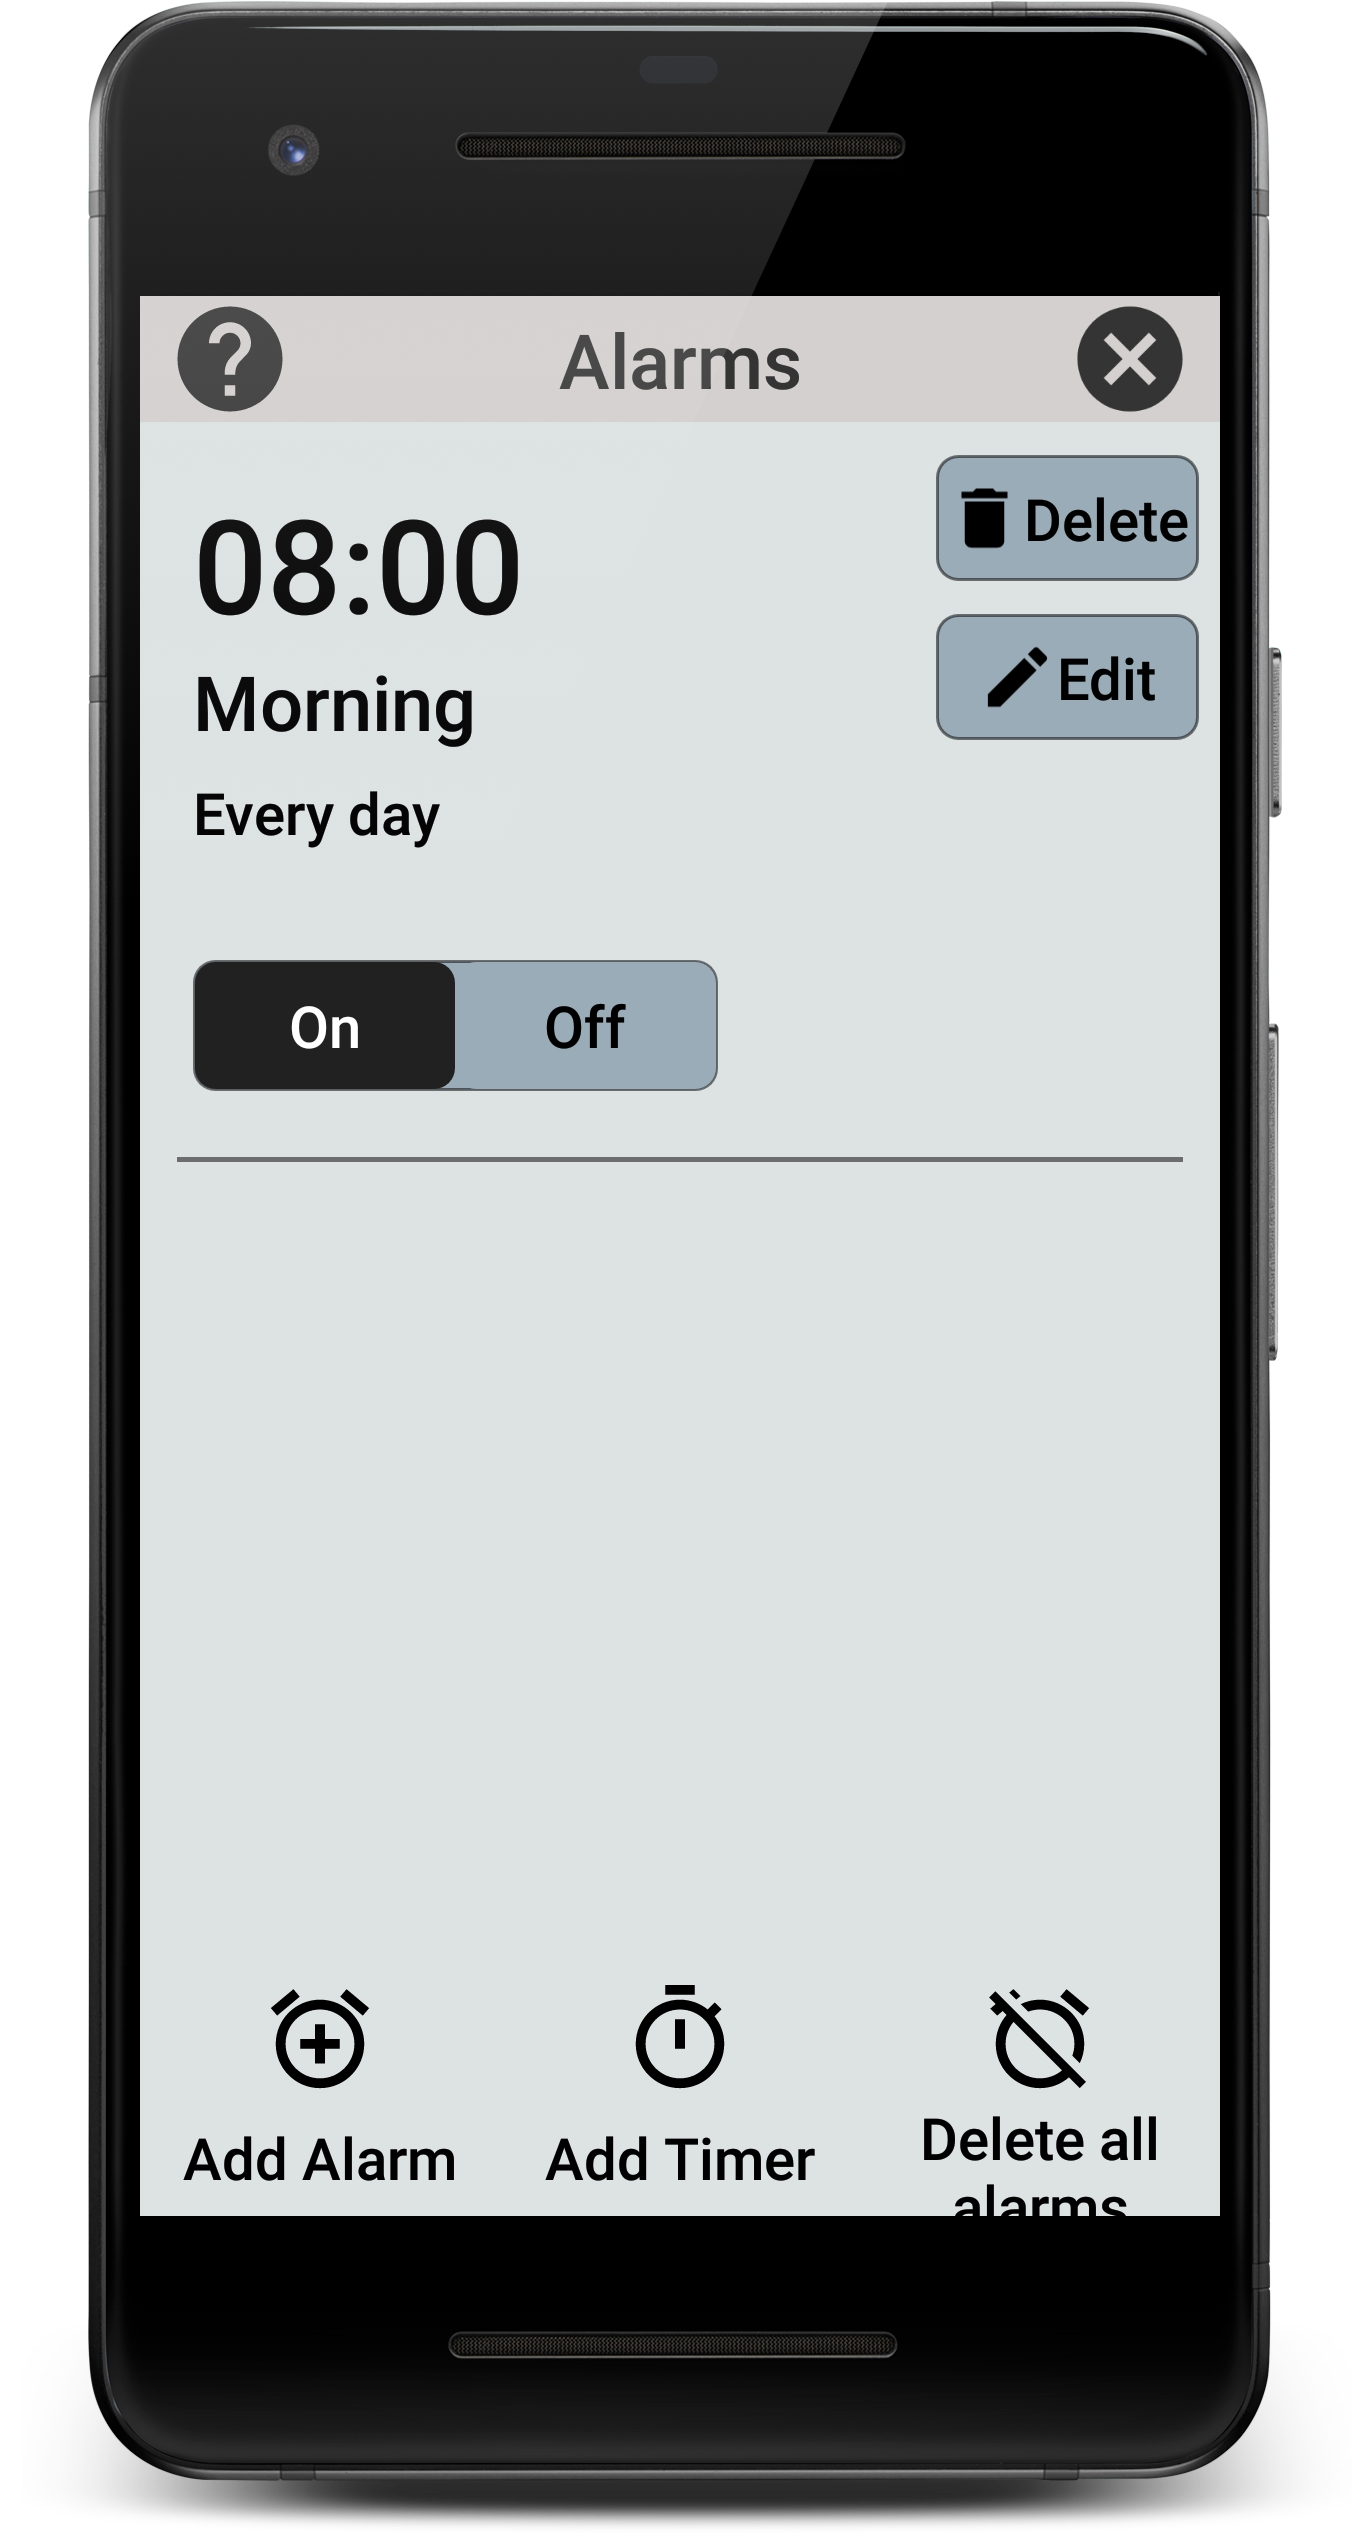 Alarms
08:00
Morning
Every day
Delete
Edit
On
Off
Add Alarm
Add Timer
Delete all
alarms